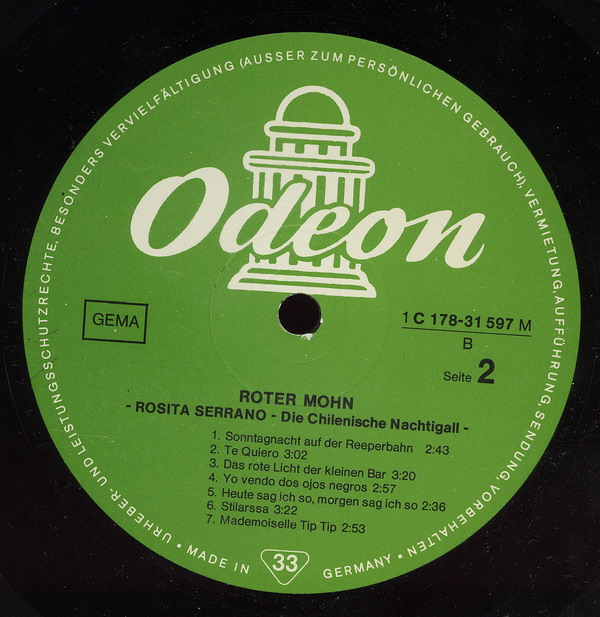 URHEBER- UND LEISTUNGSSCHUTZRECHTE, BESONDERS VERVIELFÄLTIGUNG (AUSSER ZUM PERSÖNLICHEN GEBRAUCH), VERMIETUNG, AUFFÜHRUNG, SENDUNG, VORBEHALTEN •
Odeon
GEMA
1 C 178-31 597 M
B
Seite 2
ROTER MOHN
- ROSITA SERRANO - Die Chilenische Nachtigall -
1. Sonntagnacht auf der Reeperbahn 2:43
2. Te Quiero 3:02
3. Das rote Licht der kleinen Bar 3:20
4. Yo vendo dos ojos negros 2:57
5. Heute sag ich so, morgen sag ich so 2:36
6. Stilarssa 3:22
7. Mademoiselle Tip Tip 2:53
• MADE IN 33 GERMANY •